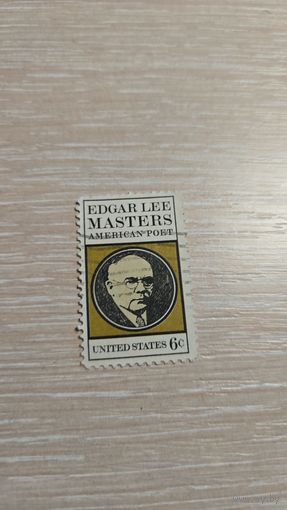 EDGAR LEE
MASTERS
AMERICAN POET
UNITED STATES 6c